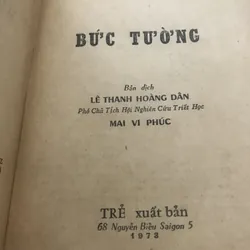 BỨC TƯỜNG
Bản dịch
LÊ THANH HOÀNG DÂN
Phó Chủ Tịch Hội Nghiên Cứu Triết Học
MAI VI PHÚC
TRẺ xuất bản
68 Nguyễn Biểu Saigon 5
1973